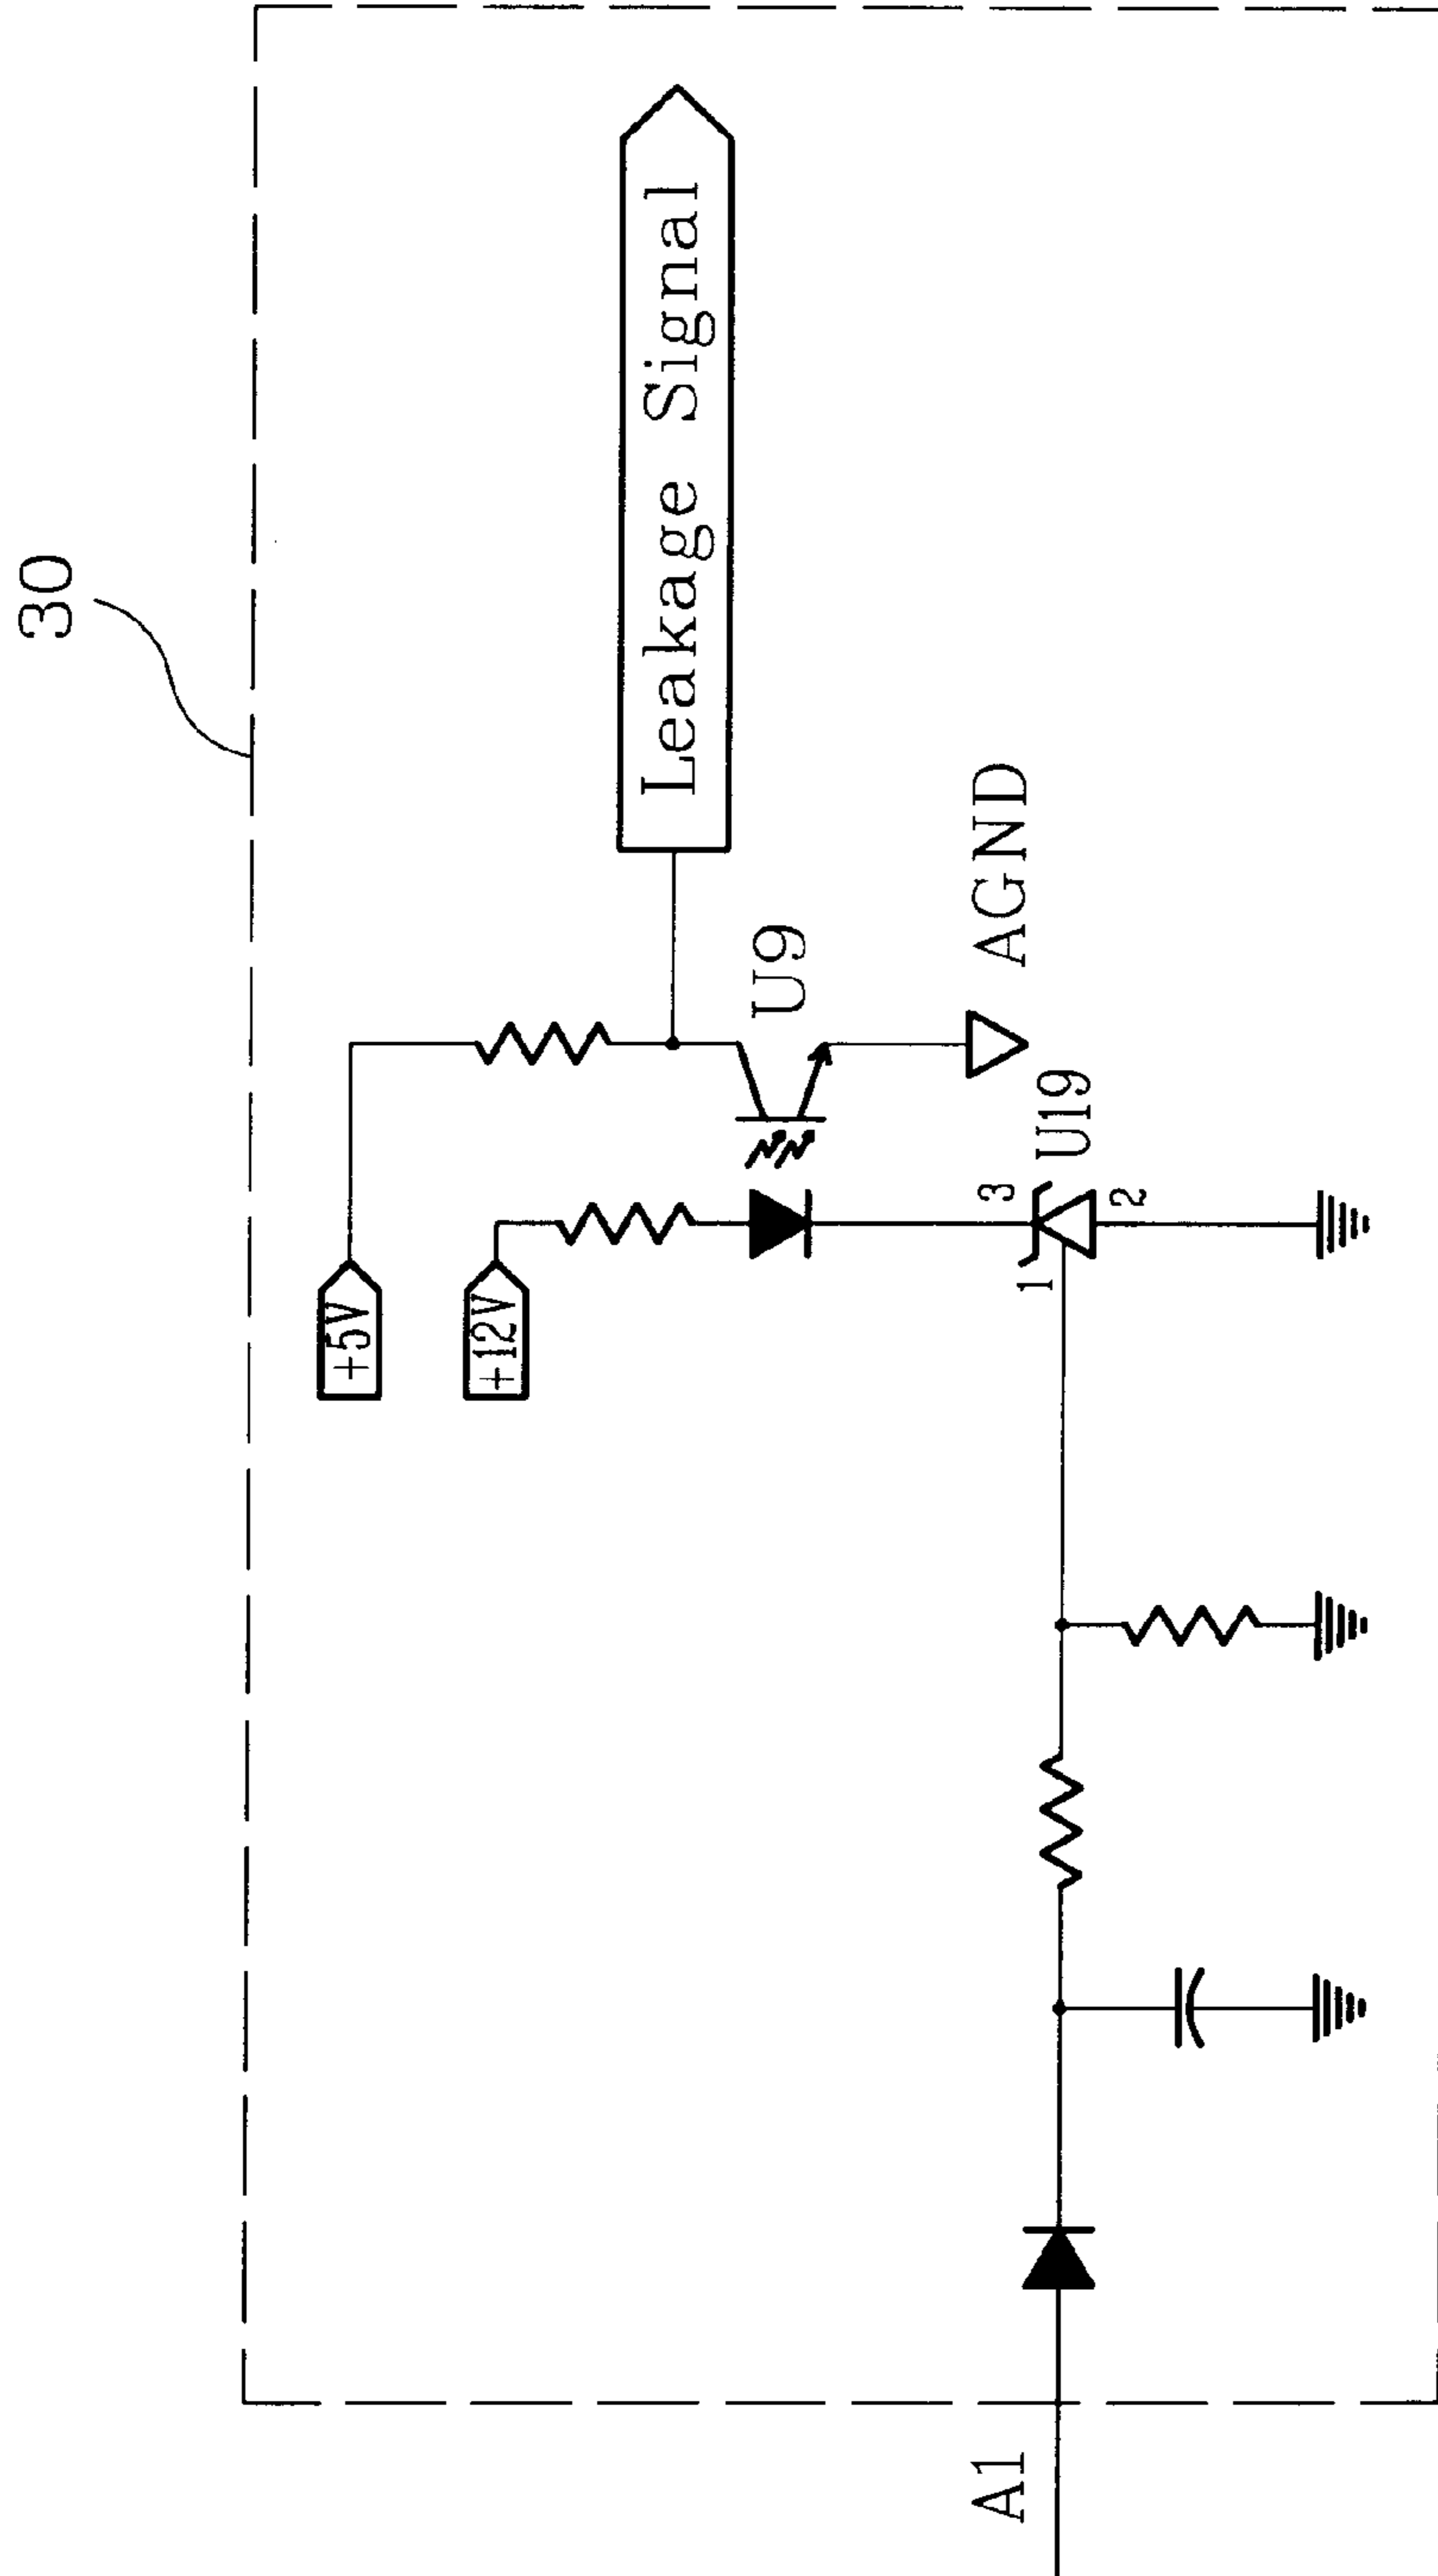 30
+5V
+12V
Leakage Signal
U9
AGND
3
U19
1
2
A1